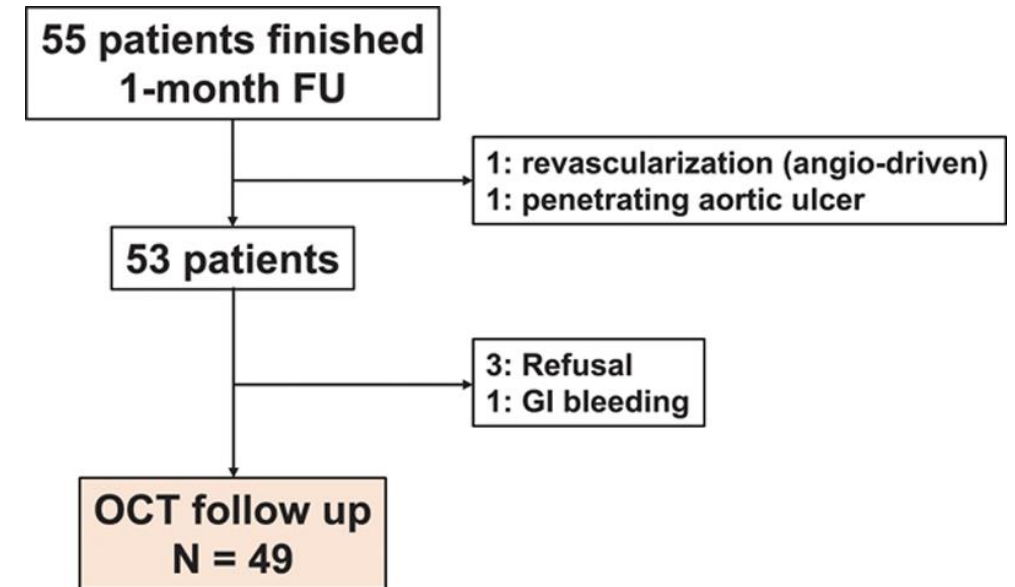 55 patients finished
1-month FU
1: revascularization (angio-driven)
1: penetrating aortic ulcer
53 patients
3: Refusal
1: GI bleeding
OCT follow up
N = 49